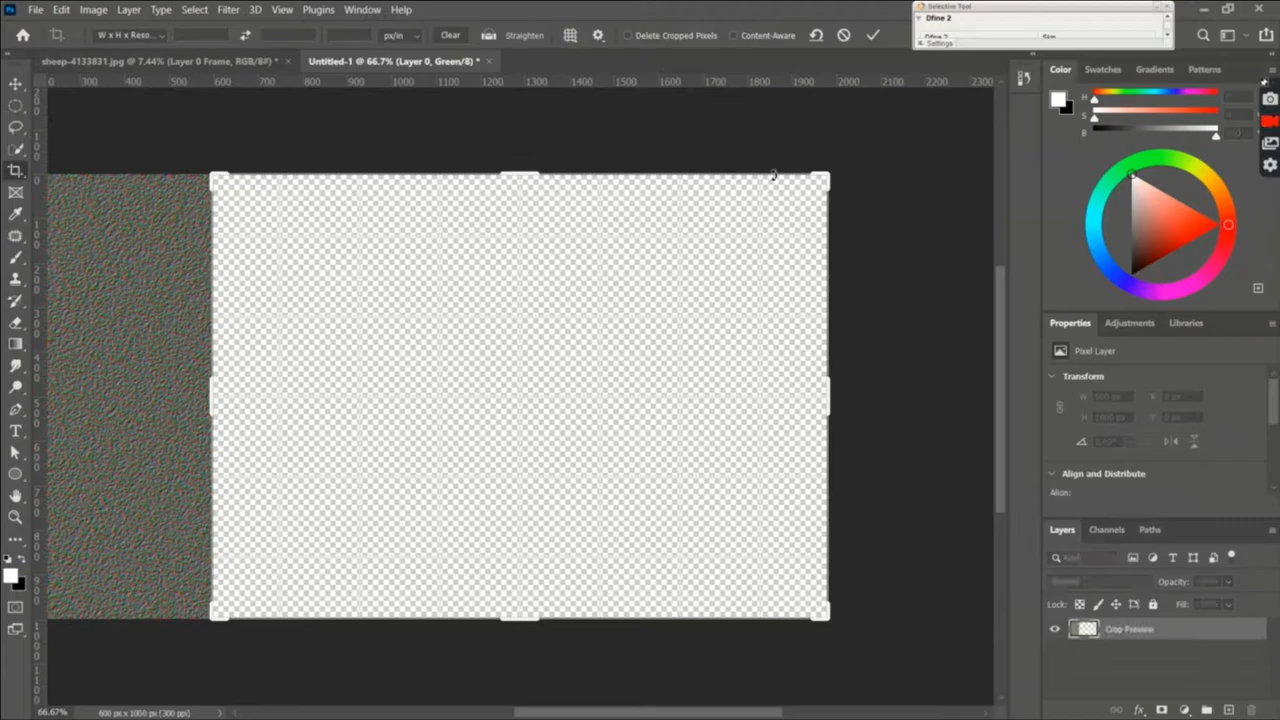 Ps File Edit Image Layer Type Select Filter 3D View Plugins Window Help
Selective Tool
Dfine 2
Settings
W x H x Reso... px/in Clear Straighten Delete Cropped Pixels Content-Aware
sheep-4133831.jpg @ 7.44% (Layer 0 Frame, RGB/8#) * × Untitled-1 @ 66.7% (Layer 0, Green/8) * ×
300 400 500 600 700 800 900 1000 1100 1200 1300 1400 1500 1600 1700 1800 1900 2000 2100 2200 2300
Color Swatches Gradients Patterns
H
S
B
Properties Adjustments Libraries
Pixel Layer
Transform
Align and Distribute
Align:
Layers Channels Paths
Opacity:
Lock: Fill:
Crop Preview
66.67% 600 px x 1000 px (300 ppi)